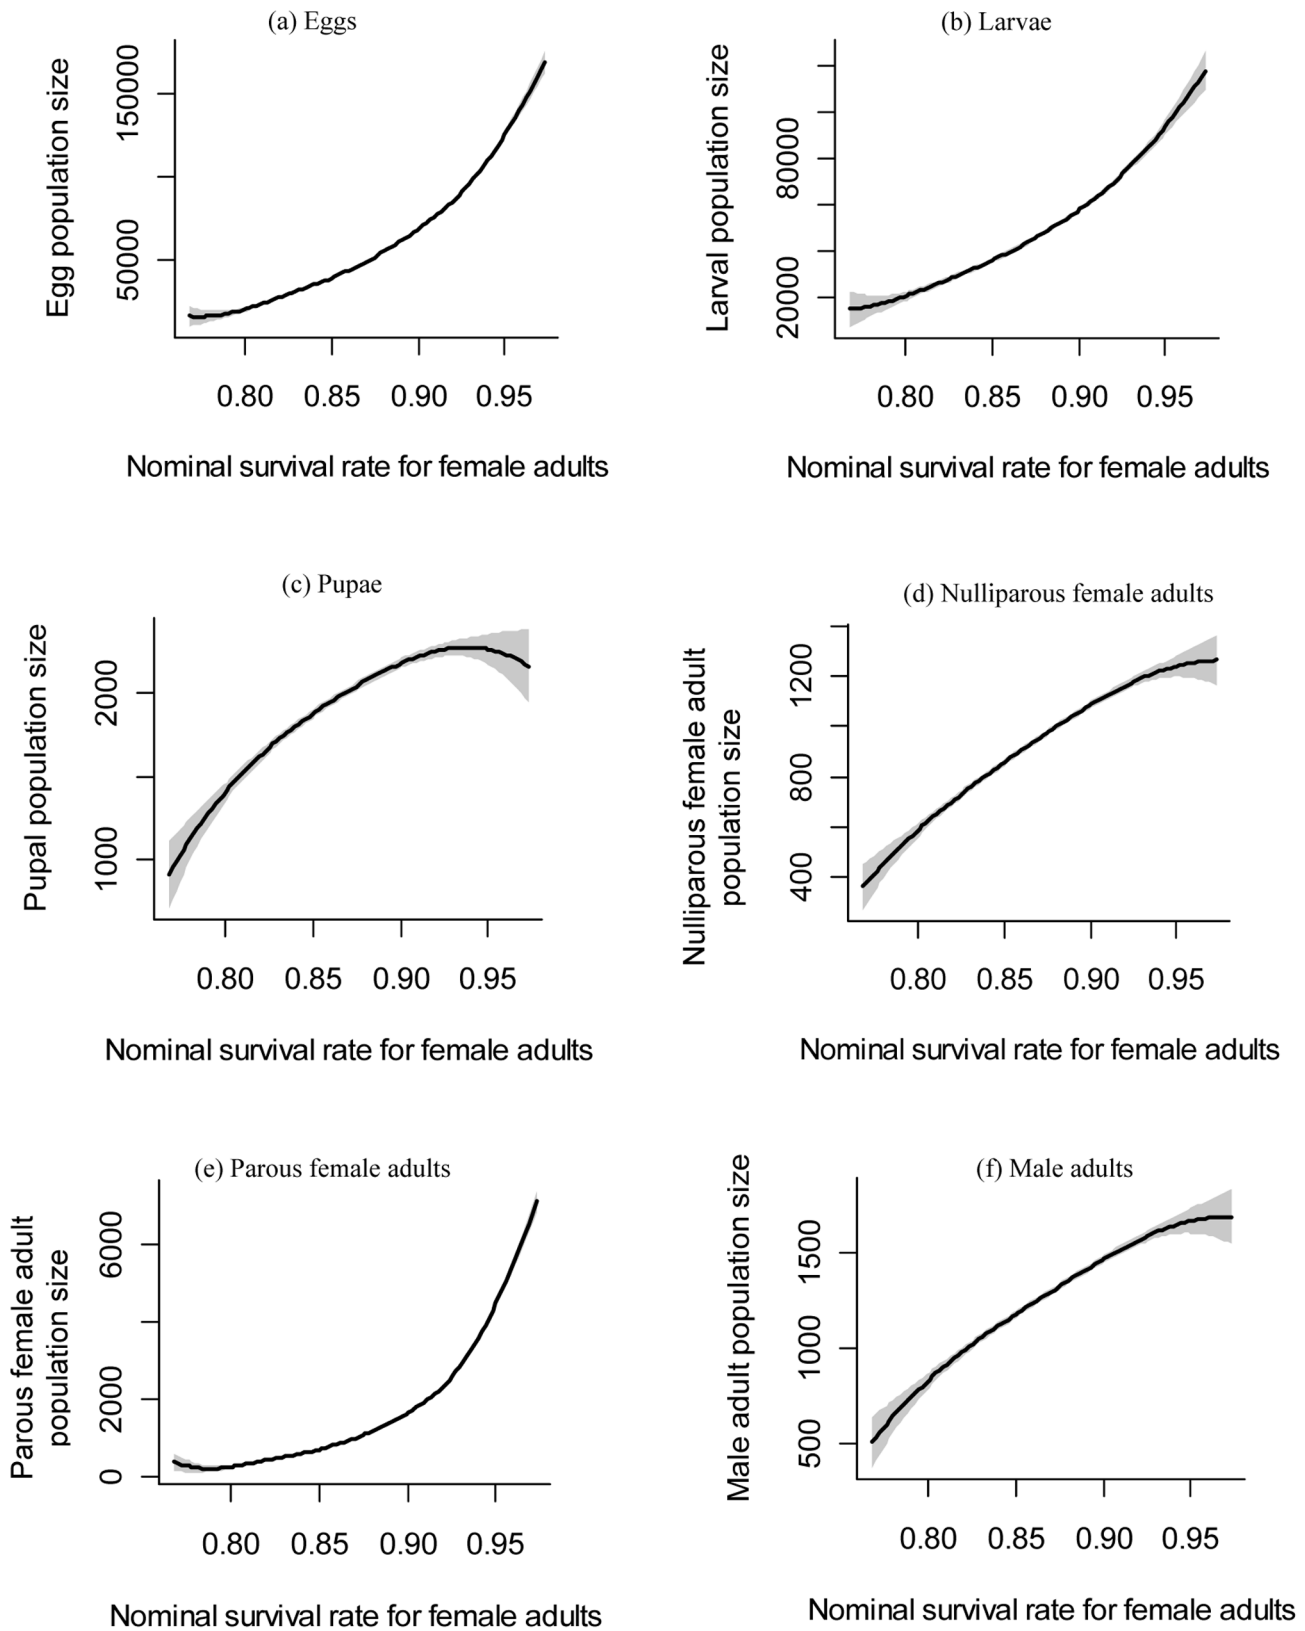 (a) Eggs
Egg population size
150000
50000
0.80 0.85 0.90 0.95
Nominal survival rate for female adults
(b) Larvae
Larval population size
80000
20000
0.80 0.85 0.90 0.95
Nominal survival rate for female adults
(c) Pupae
Pupal population size
2000
1000
0.80 0.85 0.90 0.95
Nominal survival rate for female adults
(d) Nulliparous female adults
Nulliparous female adult
population size
1200
800
400
0.80 0.85 0.90 0.95
Nominal survival rate for female adults
(e) Parous female adults
Parous female adult
population size
6000
2000
0
0.80 0.85 0.90 0.95
Nominal survival rate for female adults
(f) Male adults
Male adult population size
1500
1000
500
0.80 0.85 0.90 0.95
Nominal survival rate for female adults